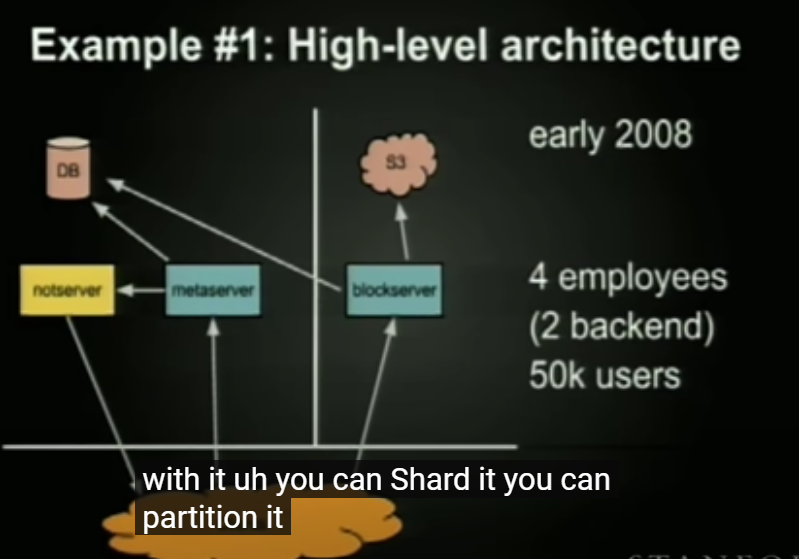 Example #1: High-level architecture
early 2008
DB
S3
notserver
metaserver
blockserver
4 employees
(2 backend)
50k users
with it uh you can Shard it you can
partition it